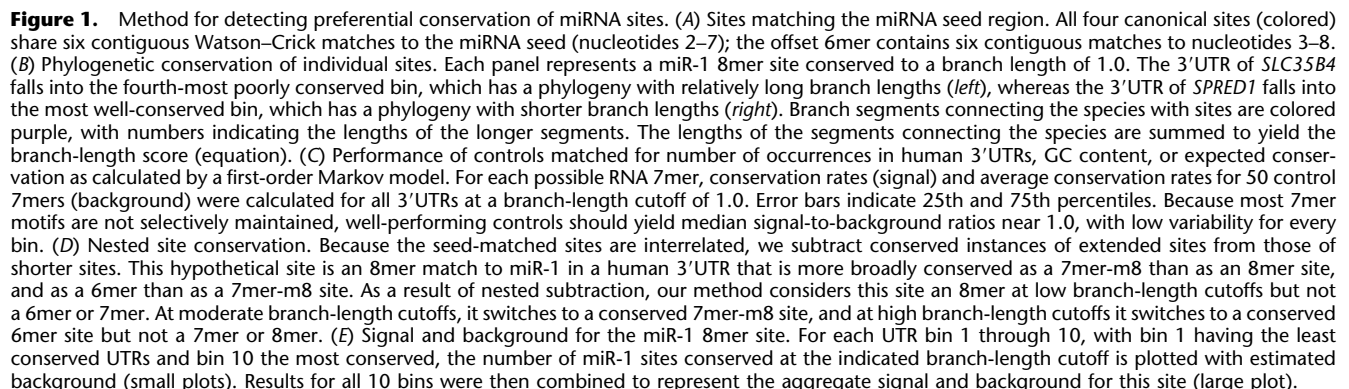 Figure 1. Method for detecting preferential conservation of miRNA sites. (A) Sites matching the miRNA seed region. All four canonical sites (colored)
share six contiguous Watson–Crick matches to the miRNA seed (nucleotides 2–7); the offset 6mer contains six contiguous matches to nucleotides 3–8.
(B) Phylogenetic conservation of individual sites. Each panel represents a miR-1 8mer site conserved to a branch length of 1.0. The 3′UTR of SLC35B4
falls into the fourth-most poorly conserved bin, which has a phylogeny with relatively long branch lengths (left), whereas the 3′UTR of SPRED1 falls into
the most well-conserved bin, which has a phylogeny with shorter branch lengths (right). Branch segments connecting the species with sites are colored
purple, with numbers indicating the lengths of the longer segments. The lengths of the segments connecting the species are summed to yield the
branch-length score (equation). (C) Performance of controls matched for number of occurrences in human 3′UTRs, GC content, or expected conser-
vation as calculated by a first-order Markov model. For each possible RNA 7mer, conservation rates (signal) and average conservation rates for 50 control
7mers (background) were calculated for all 3′UTRs at a branch-length cutoff of 1.0. Error bars indicate 25th and 75th percentiles. Because most 7mer
motifs are not selectively maintained, well-performing controls should yield median signal-to-background ratios near 1.0, with low variability for every
bin. (D) Nested site conservation. Because the seed-matched sites are interrelated, we subtract conserved instances of extended sites from those of
shorter sites. This hypothetical site is an 8mer match to miR-1 in a human 3′UTR that is more broadly conserved as a 7mer-m8 than as an 8mer site,
and as a 6mer than as a 7mer-m8 site. As a result of nested subtraction, our method considers this site an 8mer at low branch-length cutoffs but not
a 6mer or 7mer. At moderate branch-length cutoffs, it switches to a conserved 7mer-m8 site, and at high branch-length cutoffs it switches to a conserved
6mer site but not a 7mer or 8mer. (E) Signal and background for the miR-1 8mer site. For each UTR bin 1 through 10, with bin 1 having the least
conserved UTRs and bin 10 the most conserved, the number of miR-1 sites conserved at the indicated branch-length cutoff is plotted with estimated
background (small plots). Results for all 10 bins were then combined to represent the aggregate signal and background for this site (large plot).